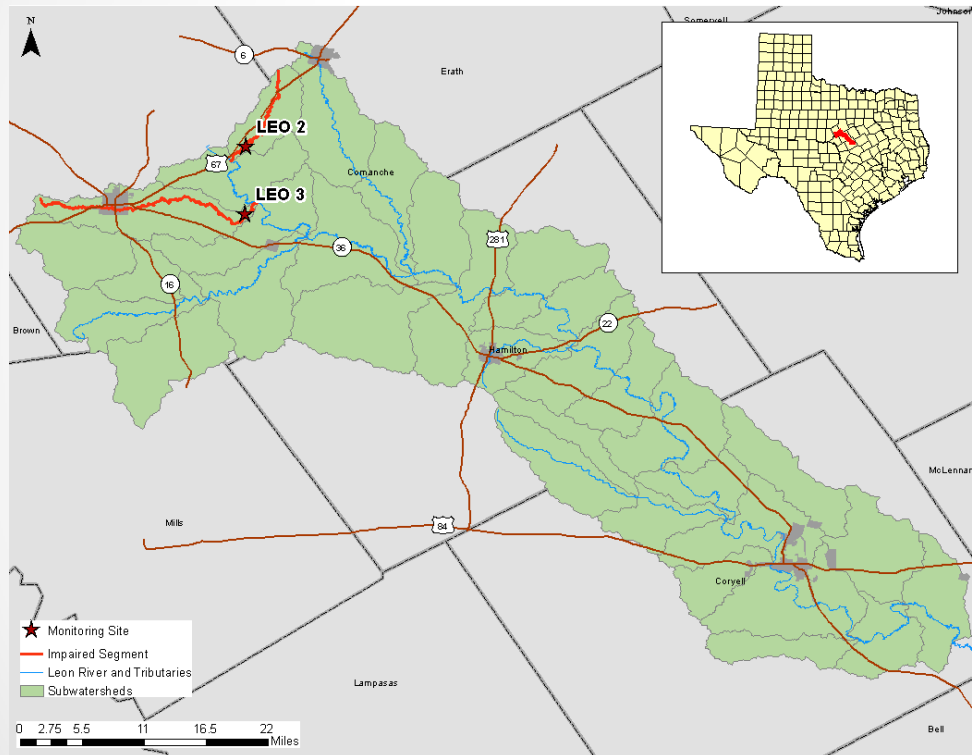 N
Somervell
Johnson
6
Erath
LEO 2
67
Comanche
LEO 3
281
36
16
22
Brown
Hamilton
McLennan
Mills
84
Coryell
Monitoring Site
Impaired Segment
Leon River and Tributaries
Subwatersheds
Lampasas
0 2.75 5.5 11 16.5 22
Miles
Bell